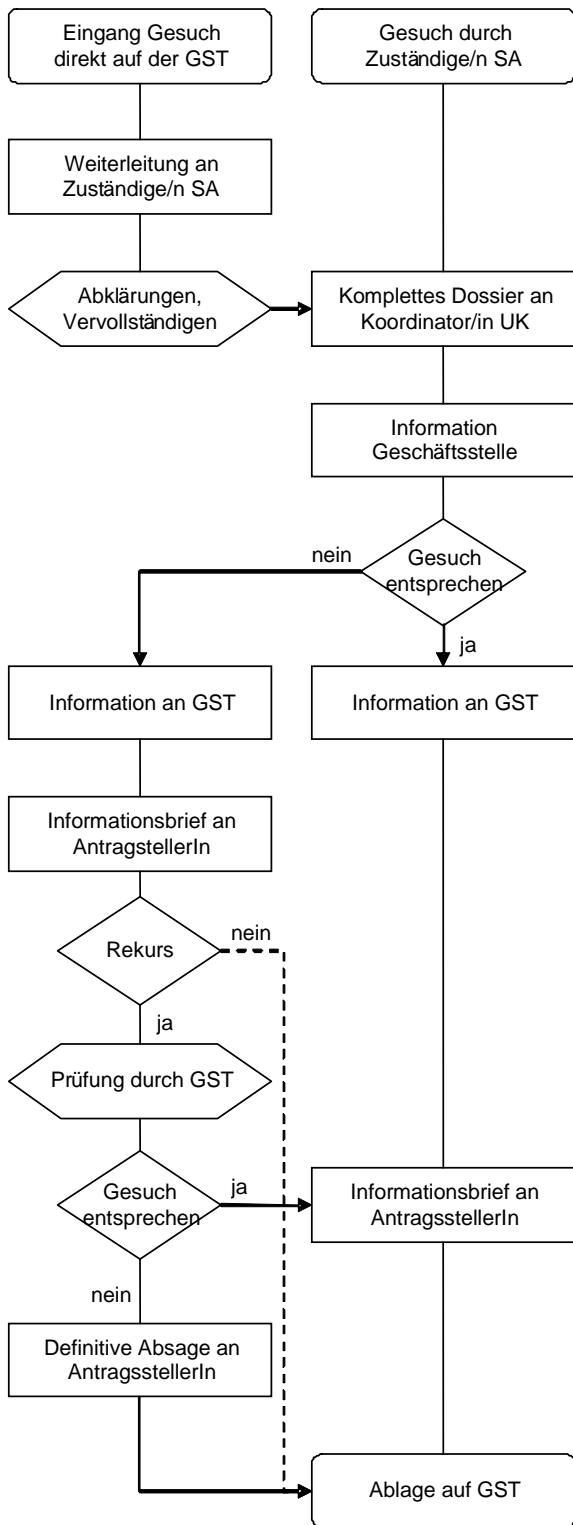 Eingang Gesuch
direkt auf der GST
Gesuch durch
Zuständige/n SA
Weiterleitung an
Zuständige/n SA
Abklärungen,
Vervollständigen
Komplettes Dossier an
Koordinator/in UK
Information
Geschäftsstelle
nein
Gesuch
entsprechen
ja
Information an GST
Information an GST
Informationsbrief an
AntragstellerIn
Rekurs
nein
ja
Prüfung durch GST
Gesuch
entsprechen
ja
Informationsbrief an
AntragsstellerIn
nein
Definitive Absage an
AntragsstellerIn
Ablage auf GST